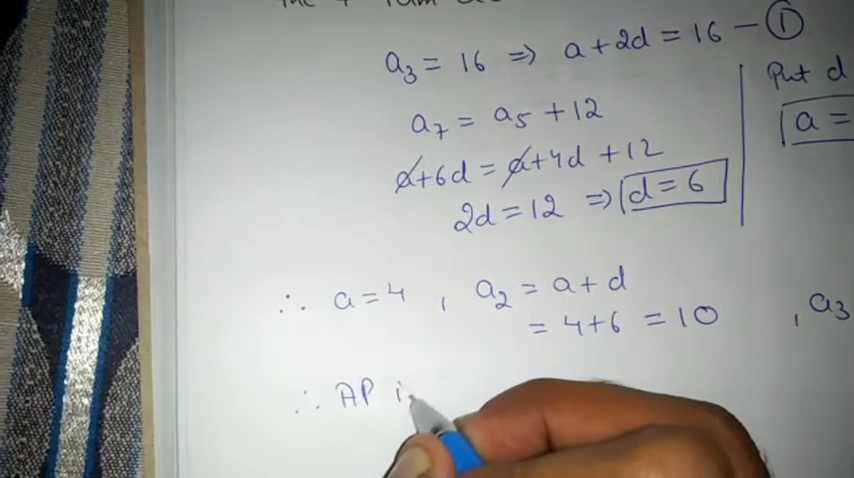 a₃ = 16 ⇒ a + 2d = 16 — ①
a₇ = a₅ + 12
a + 6d = a + 4d + 12
2d = 12 ⇒ d = 6
Put d
a =
∴ a = 4 , a₂ = a + d
= 4 + 6 = 10 , a₃
∴ AP i